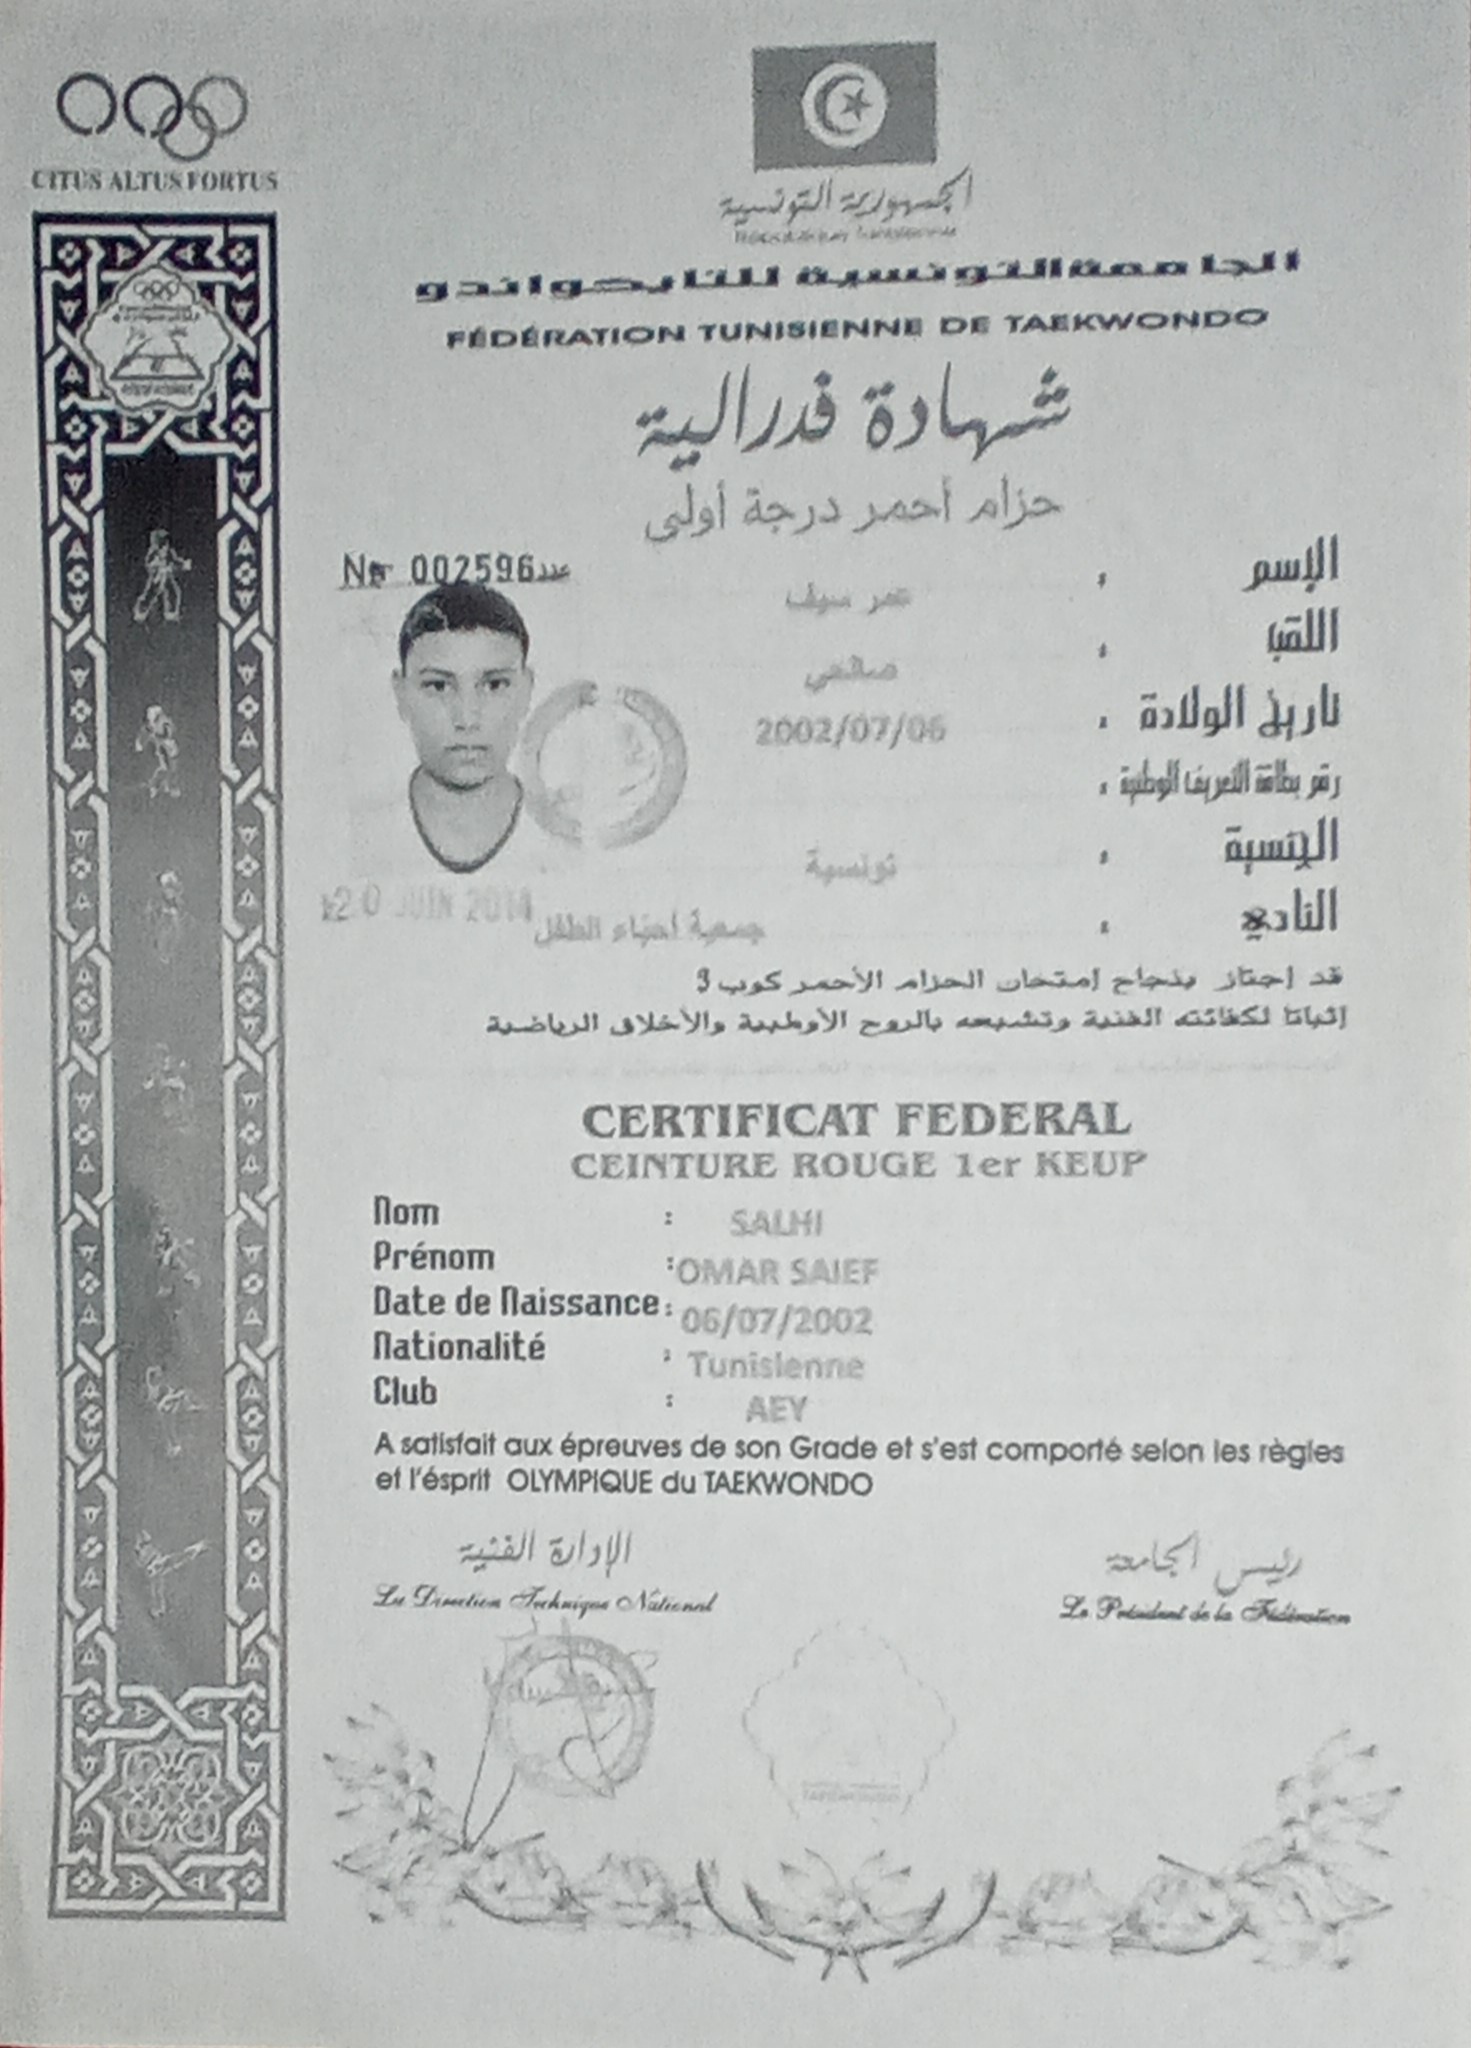 CITUS ALTUS FORTUS
الجمهورية التونسية
الجامعة التونسية للتايكواندو
FÉDÉRATION TUNISIENNE DE TAEKWONDO
شهادة فدرالية
حزام أحمر درجة أولى
No 002596 عدد
الإسم : عمر سيف
اللقب : صالحي
تاريخ الولادة : 2002/07/06
رقم بطاقة التعريف الوطنية :
الجنسية : تونسية
النادي : جمعية أحباء الطفل
20 JUIN 2014
قد إجتاز بنجاح إمتحان الحزام الأحمر كوب 3
إثباتا لكفائته الفنية وتشبعه بالروح الأولمبية والأخلاق الرياضية
CERTIFICAT FEDERAL
CEINTURE ROUGE 1er KEUP
Nom : SALHI
Prénom : OMAR SAIEF
Date de Naissance : 06/07/2002
Nationalité : Tunisienne
Club : AEY
A satisfait aux épreuves de son Grade et s'est comporté selon les règles
et l'ésprit OLYMPIQUE du TAEKWONDO
الإدارة الفنية
La Direction Technique National
رئيس الجامعة
Le Président de la Fédération